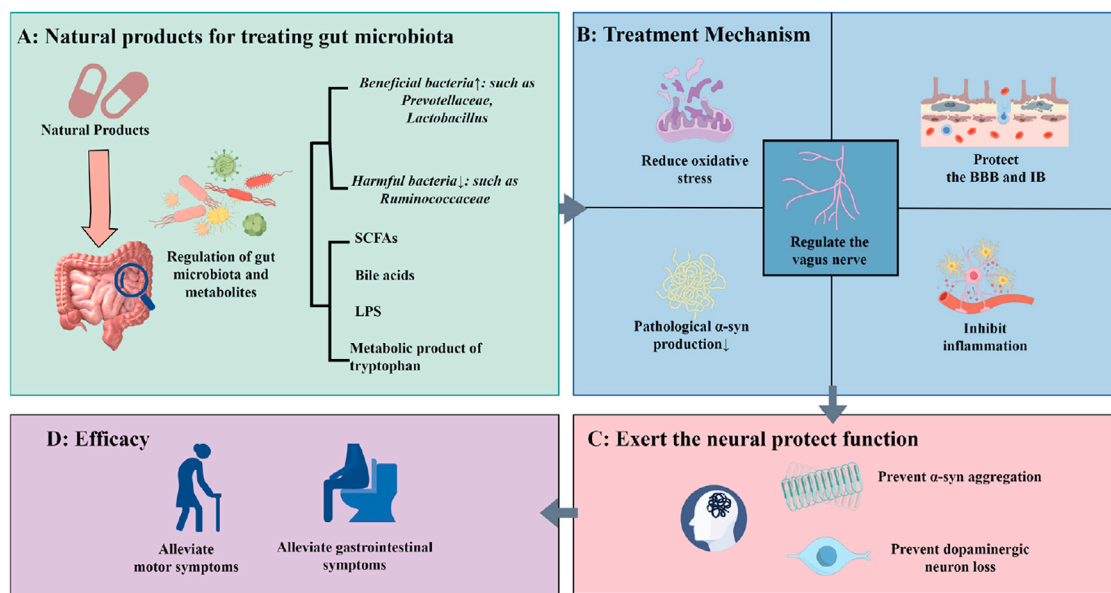 A: Natural products for treating gut microbiota
Natural Products
Regulation of gut
microbiota and
metabolites
Beneficial bacteria↑: such as
Prevotellaceae,
Lactobacillus
Harmful bacteria↓: such as
Ruminococcaceae
SCFAs
Bile acids
LPS
Metabolic product of
tryptophan
B: Treatment Mechanism
Reduce oxidative
stress
Protect
the BBB and IB
Regulate the
vagus nerve
Pathological α-syn
production↓
Inhibit
inflammation
C: Exert the neural protect function
Prevent α-syn aggregation
Prevent dopaminergic
neuron loss
D: Efficacy
Alleviate
motor symptoms
Alleviate gastrointestinal
symptoms